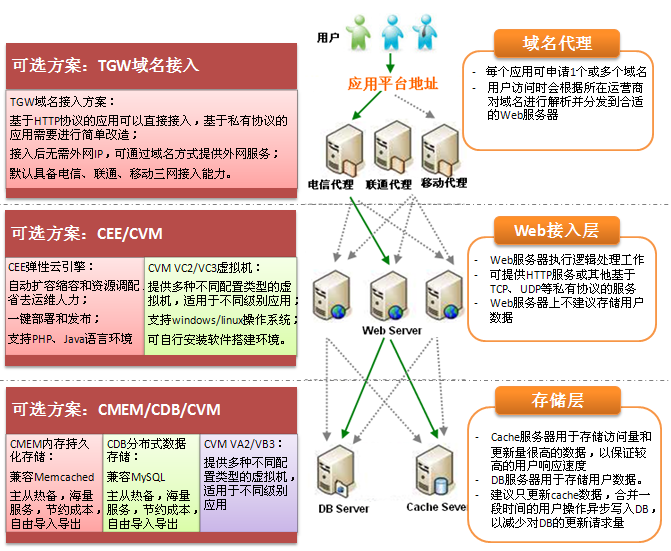 用户
应用平台地址
电信代理 联通代理 移动代理
可选方案：TGW域名接入
TGW域名接入方案：
基于HTTP协议的应用可以直接接入，基于私有协议的
应用需要进行简单改造；
接入后无需外网IP，可通过域名方式提供外网服务；
默认具备电信、联通、移动三网接入能力。
域名代理
- 每个应用可申请1个或多个域名
- 用户访问时会根据所在运营商
对域名进行解析并分发到合适
的Web服务器
可选方案：CEE/CVM
CEE弹性云引擎：
自动扩容缩容和资源调配，
省去运维人力；
一键部署和发布；
支持PHP、Java语言环境
CVM VC2/VC3虚拟机：
提供多种不同配置类型的虚
拟机，适用于不同级别应用；
支持windows/linux操作系统；
可自行安装软件搭建环境。
Web Server
Web接入层
- Web服务器执行逻辑处理工作
- 可提供HTTP服务或其他基于
TCP、UDP等私有协议的服务
- Web服务器上不建议存储用户
数据
可选方案：CMEM/CDB/CVM
CMEM内存持久
化存储：
兼容Memcached
主从热备，海量
服务，节约成本，
自由导入导出
CDB分布式数据
存储：
兼容MySQL
主从热备，海量
服务，节约成本，
自由导入导出
CVM VA2/VB3：
提供多种不同配
置类型的虚拟机，
适用于不同级别
应用
DB Server
Cache Sever
存储层
- Cache服务器用于存储访问量和
更新量很高的数据，以保证较
高的用户响应速度
- DB服务器用于存储用户数据。
- 建议只更新cache数据，合并一
段时间的用户操作异步写入DB，
以减少对DB的更新请求量